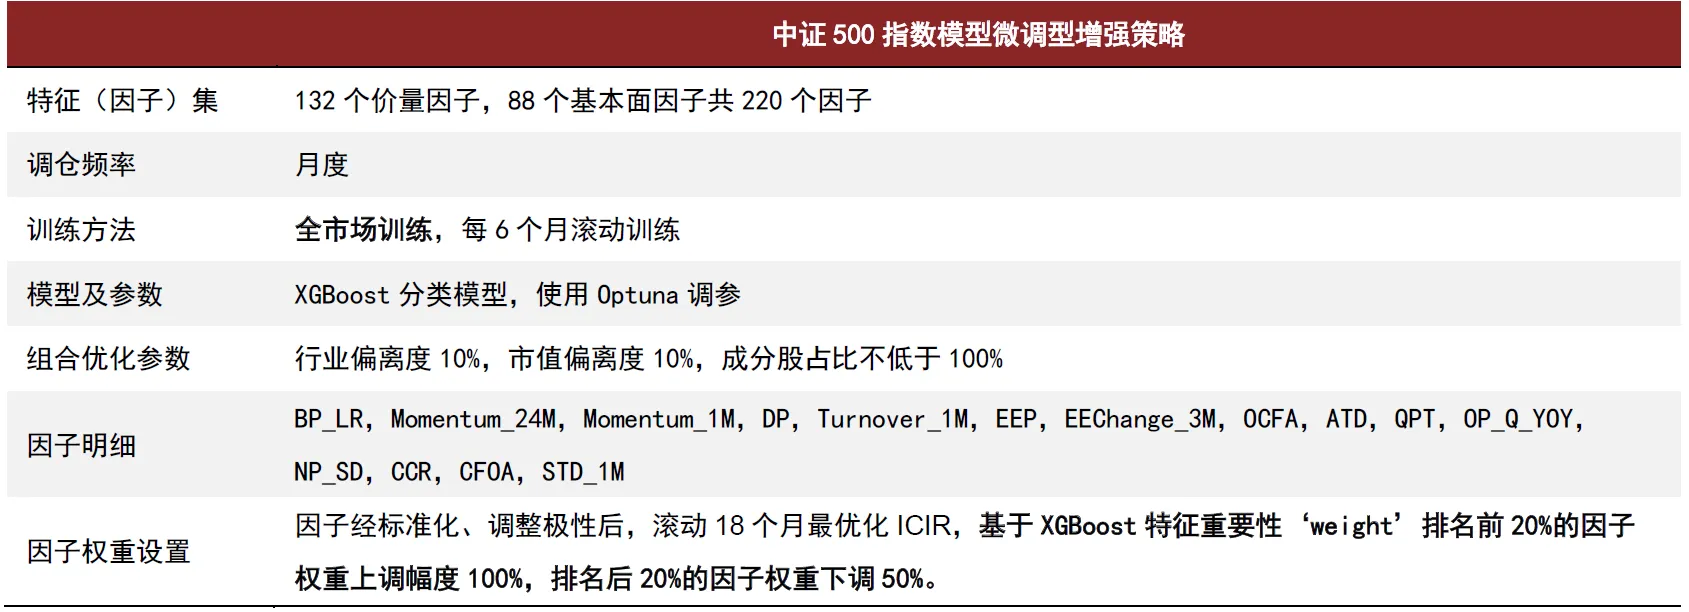 中证 500 指数模型微调型增强策略
特征（因子）集 132 个价量因子，88 个基本面因子共 220 个因子
调仓频率 月度
训练方法 全市场训练，每 6 个月滚动训练
模型及参数 XGBoost 分类模型，使用 Optuna 调参
组合优化参数 行业偏离度 10%，市值偏离度 10%，成分股占比不低于 100%
因子明细 BP_LR，Momentum_24M，Momentum_1M，DP，Turnover_1M，EEP，EEChange_3M，OCFA，ATD，QPT，OP_Q_YOY，
NP_SD，CCR，CFOA，STD_1M
因子权重设置 因子经标准化、调整极性后，滚动 18 个月最优化 ICIR，基于 XGBoost 特征重要性‘weight’排名前 20%的因子
权重上调幅度 100%，排名后 20%的因子权重下调 50%。